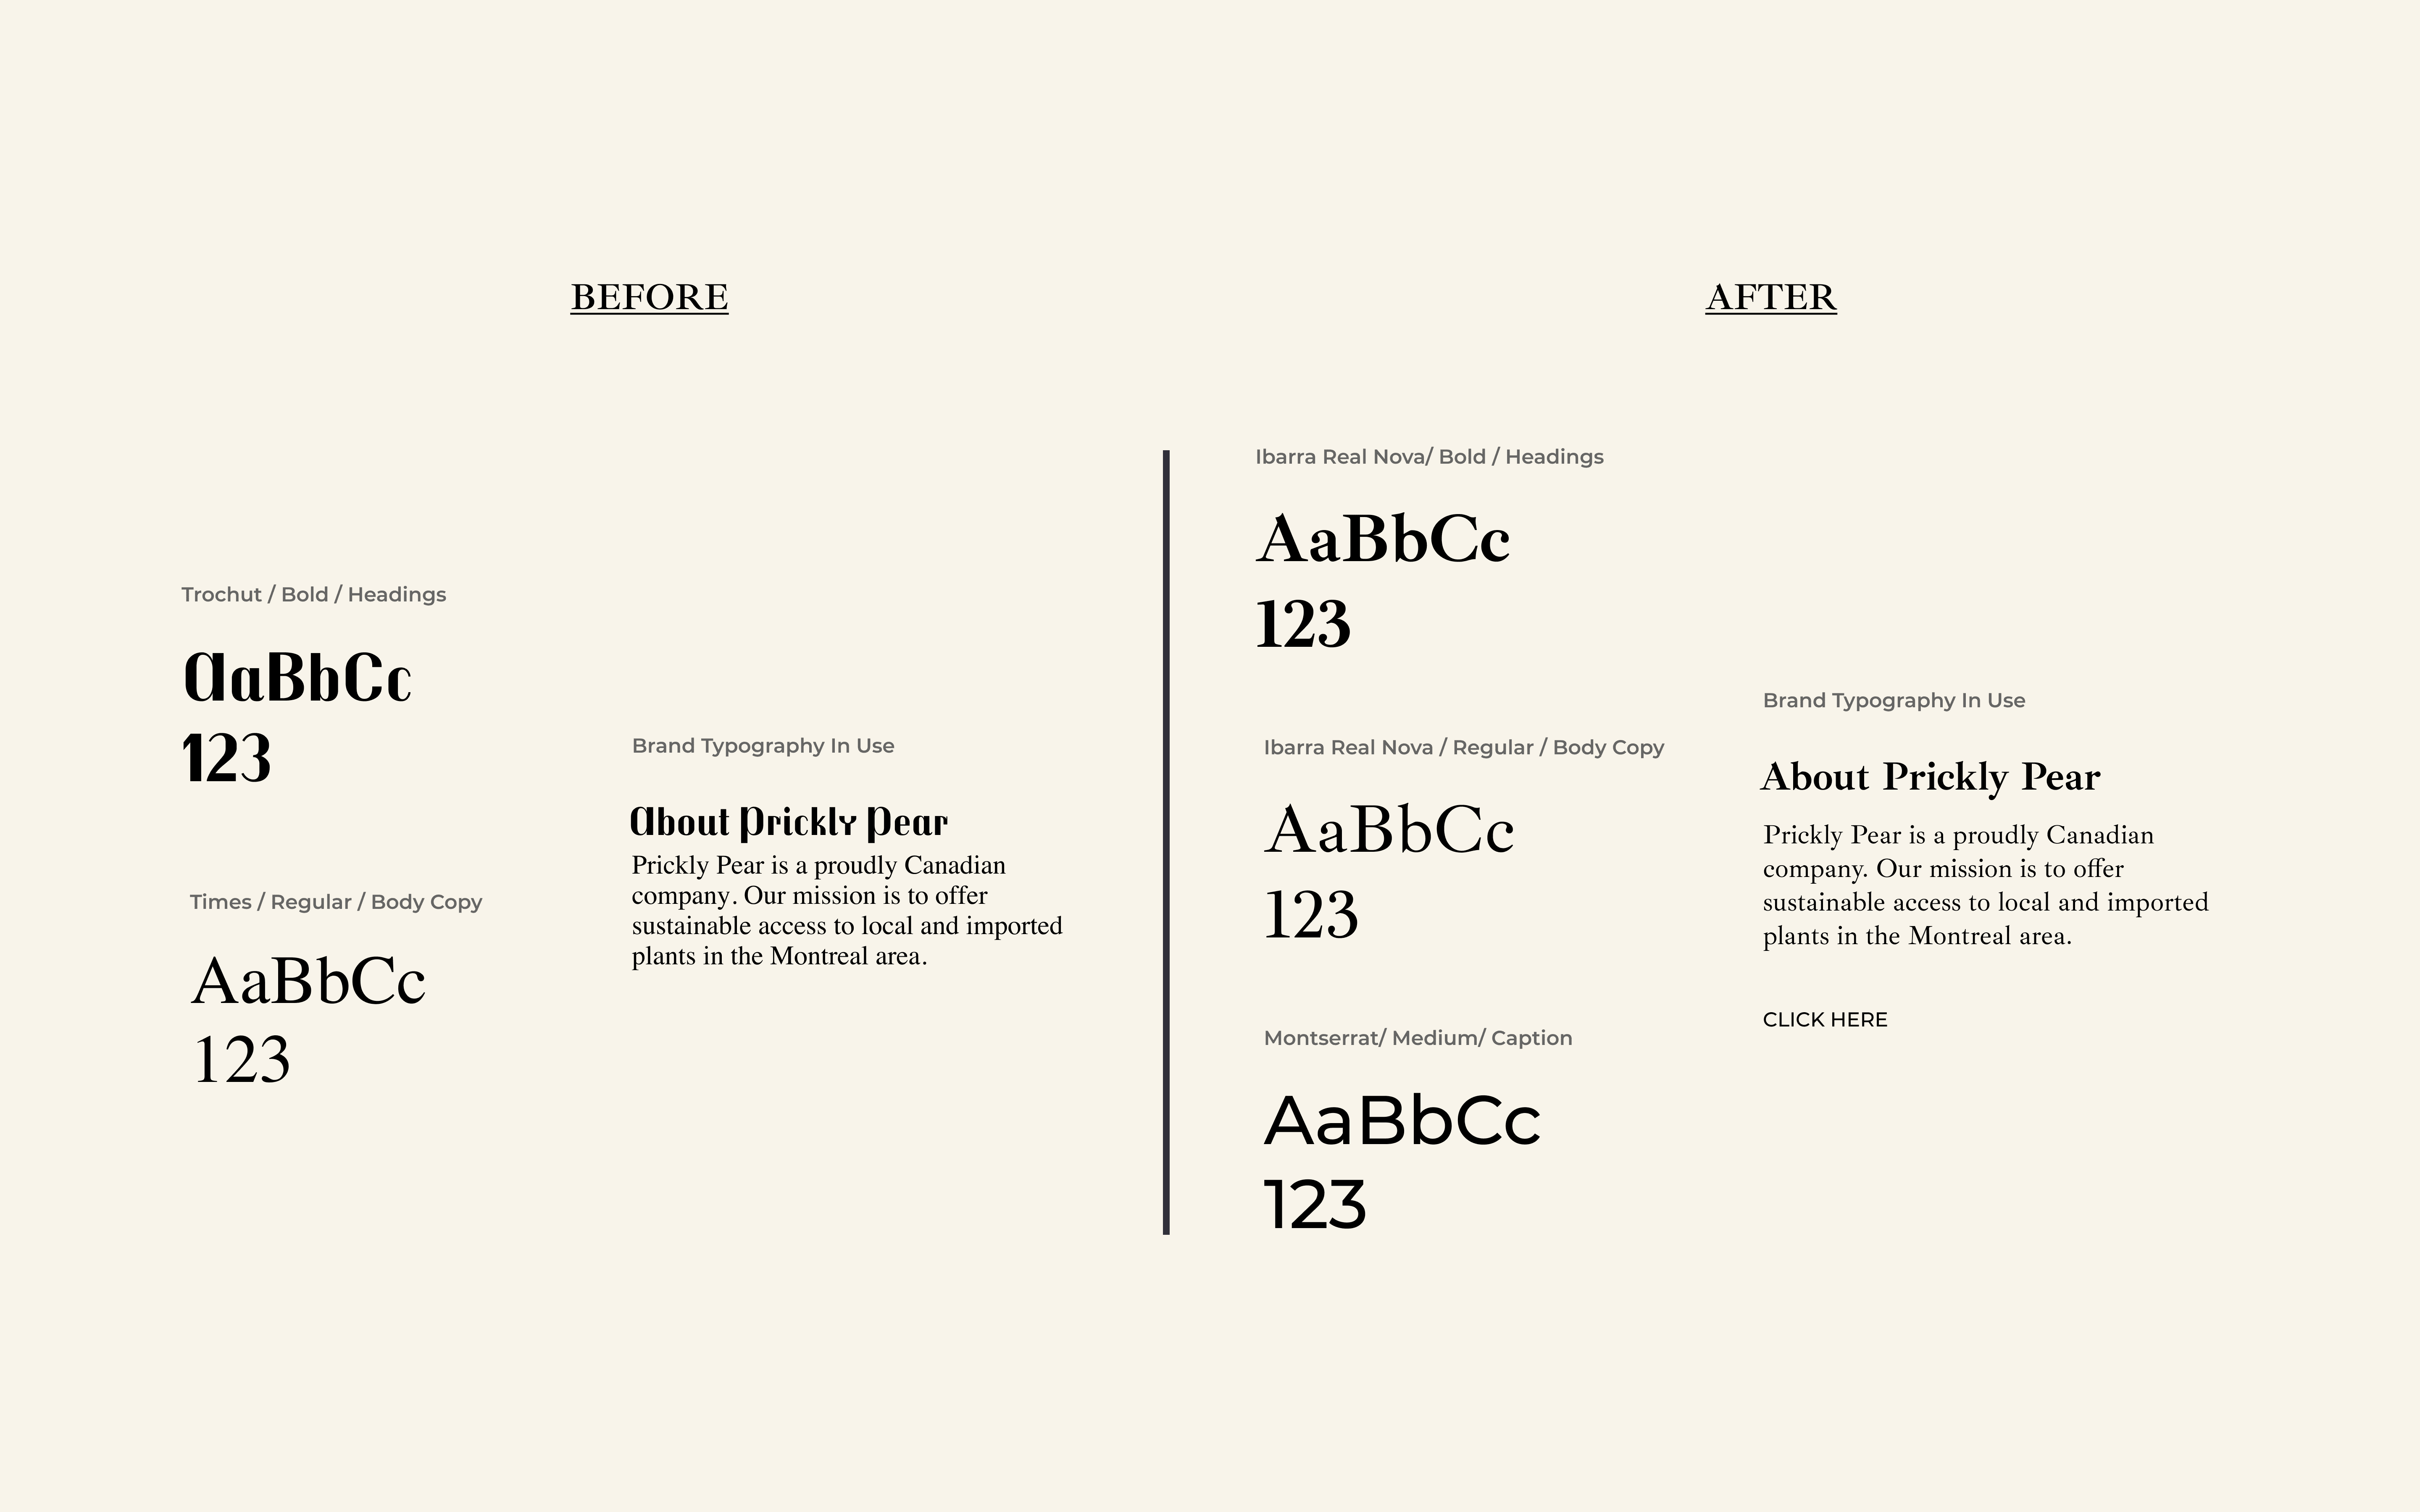 BEFORE
Trochut / Bold / Headings
AaBbCc
123
Times / Regular / Body Copy
AaBbCc
123
Brand Typography In Use
About Prickly Pear
Prickly Pear is a proudly Canadian
company. Our mission is to offer
sustainable access to local and imported
plants in the Montreal area.
AFTER
Ibarra Real Nova/ Bold / Headings
AaBbCc
123
Ibarra Real Nova / Regular / Body Copy
AaBbCc
123
Montserrat/ Medium/ Caption
AaBbCc
123
Brand Typography In Use
About Prickly Pear
Prickly Pear is a proudly Canadian
company. Our mission is to offer
sustainable access to local and imported
plants in the Montreal area.
CLICK HERE